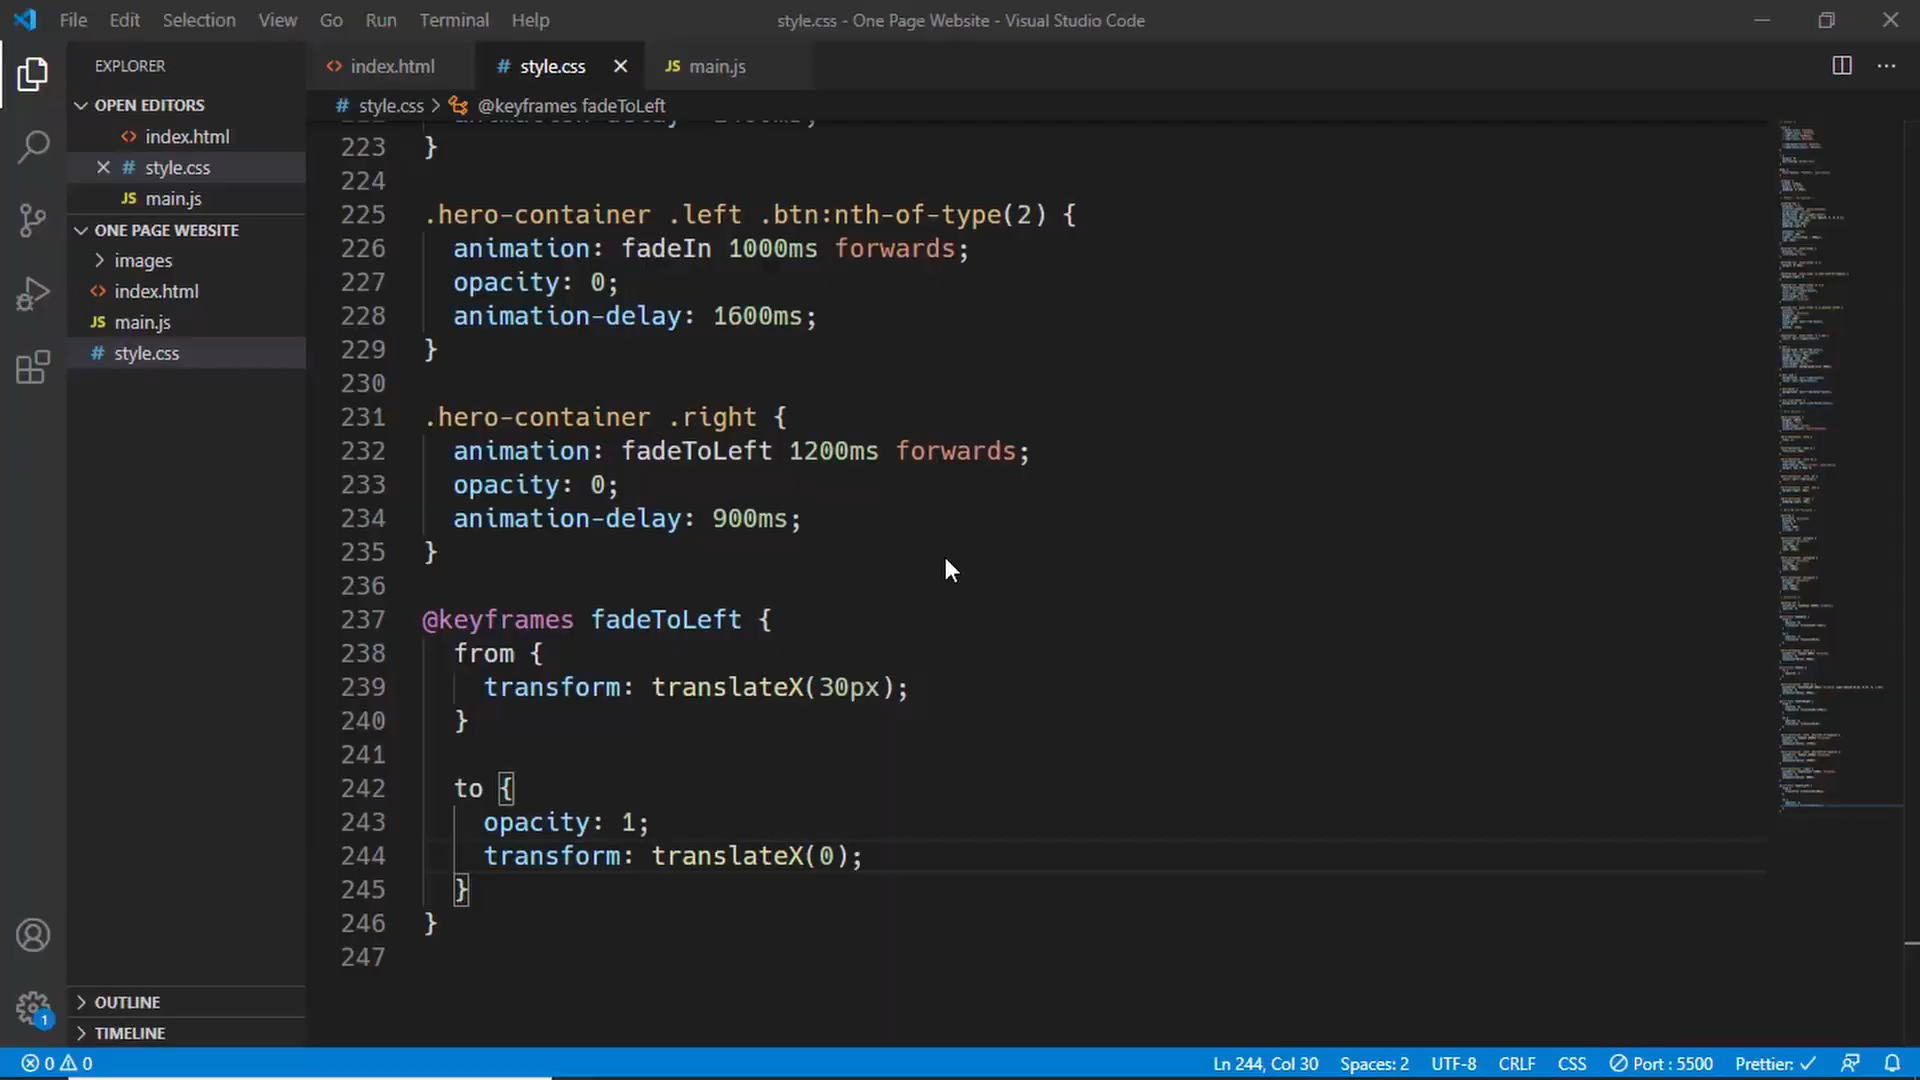 File Edit Selection View Go Run Terminal Help
style.css - One Page Website - Visual Studio Code
EXPLORER
OPEN EDITORS
index.html
style.css
main.js
ONE PAGE WEBSITE
images
index.html
main.js
style.css
OUTLINE
TIMELINE
index.html style.css main.js
style.css > @keyframes fadeToLeft
223 }
224
225 .hero-container .left .btn:nth-of-type(2) {
226 animation: fadeIn 1000ms forwards;
227 opacity: 0;
228 animation-delay: 1600ms;
229 }
230
231 .hero-container .right {
232 animation: fadeToLeft 1200ms forwards;
233 opacity: 0;
234 animation-delay: 900ms;
235 }
236
237 @keyframes fadeToLeft {
238 from {
239 transform: translateX(30px);
240 }
241
242 to {
243 opacity: 1;
244 transform: translateX(0);
245 }
246 }
247
1
0 0 Ln 244, Col 30 Spaces: 2 UTF-8 CRLF CSS Port : 5500 Prettier: ✓